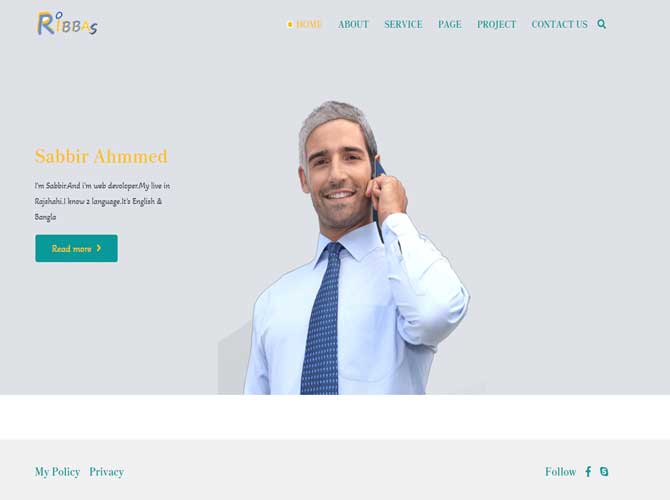 RiBBAS
HOME ABOUT SERVICE PAGE PROJECT CONTACT US
Sabbir Ahmmed
I'm Sabbir.And i'm web devoloper.My live in
Rajshahi.I know 2 language.It's English &
Bangla
Read more
My Policy Privacy
Follow